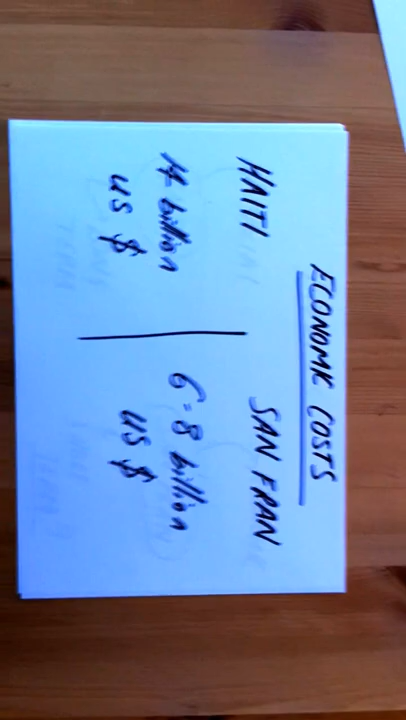 ECONOMIC COSTS
HAITI
SAN FRAN
14 billion
US $
6-8 billion
US $